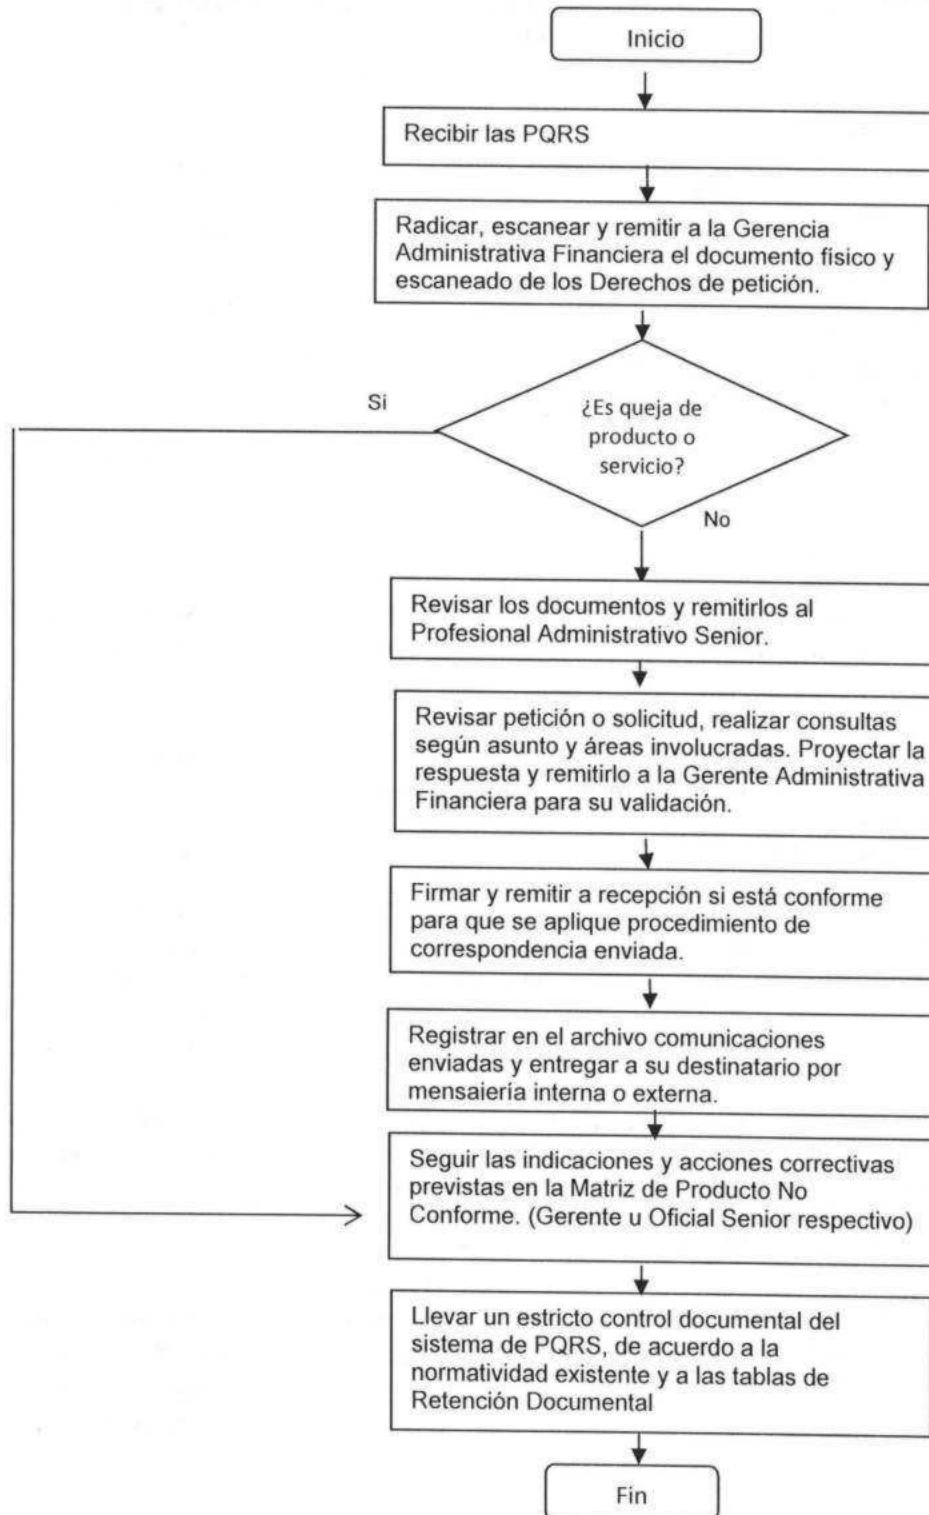 Inicio
Recibir las PQRS
Radicar, escanear y remitir a la Gerencia
Administrativa Financiera el documento físico y
escaneado de los Derechos de petición.
Si
¿Es queja de
producto o
servicio?
No
Revisar los documentos y remitirlos al
Profesional Administrativo Senior.
Revisar petición o solicitud, realizar consultas
según asunto y áreas involucradas. Proyectar la
respuesta y remitirlo a la Gerente Administrativa
Financiera para su validación.
Firmar y remitir a recepción si está conforme
para que se aplique procedimiento de
correspondencia enviada.
Registrar en el archivo comunicaciones
enviadas y entregar a su destinatario por
mensajería interna o externa.
Seguir las indicaciones y acciones correctivas
previstas en la Matriz de Producto No
Conforme. (Gerente u Oficial Senior respectivo)
Llevar un estricto control documental del
sistema de PQRS, de acuerdo a la
normatividad existente y a las tablas de
Retención Documental
Fin